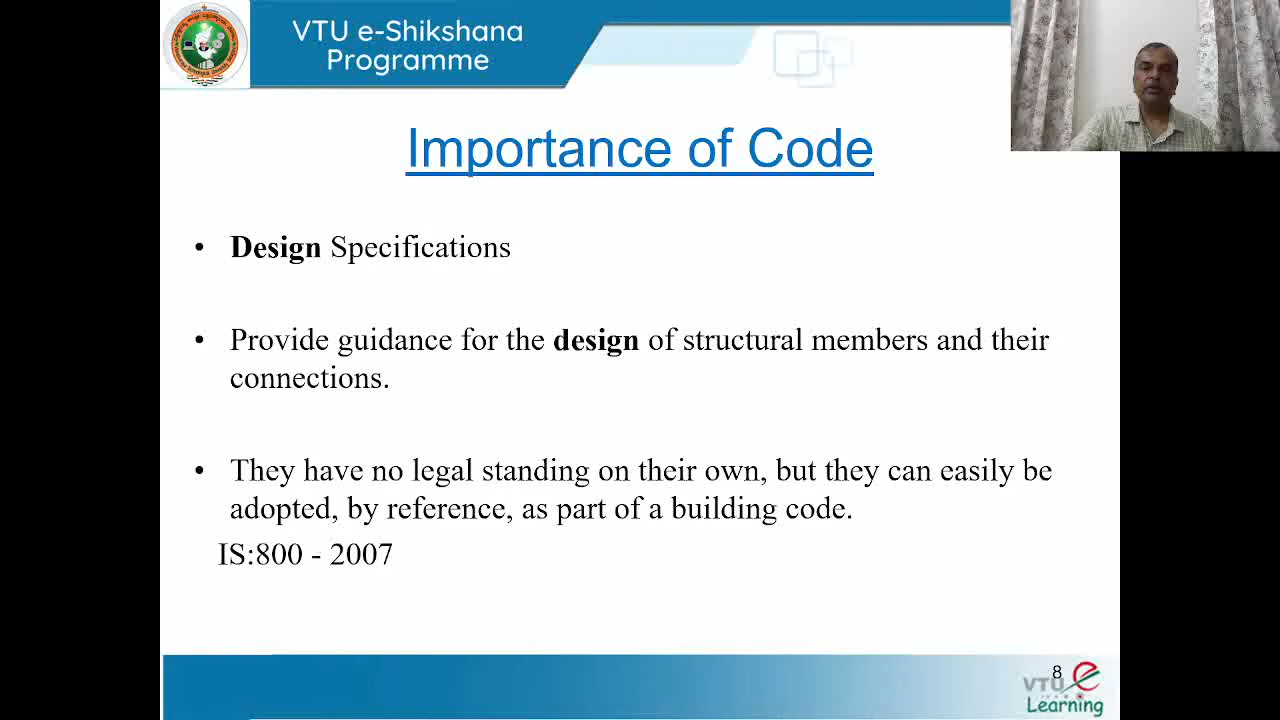 VTU e-Shikshana
Programme
Importance of Code
• Design Specifications
• Provide guidance for the design of structural members and their
connections.
• They have no legal standing on their own, but they can easily be
adopted, by reference, as part of a building code.
IS:800 - 2007
8
VTU e
Learning